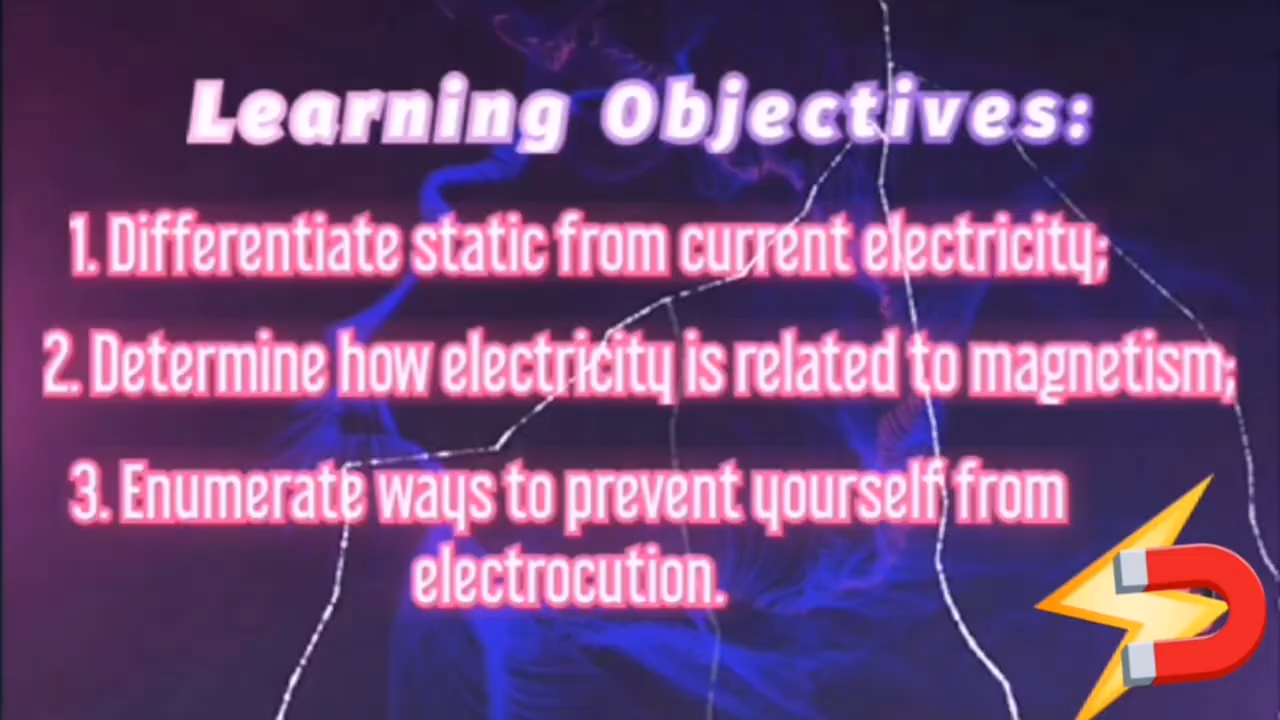 Learning Objectives:
1. Differentiate static from current electricity;
2. Determine how electricity is related to magnetism;
3. Enumerate ways to prevent yourself from
electrocution.